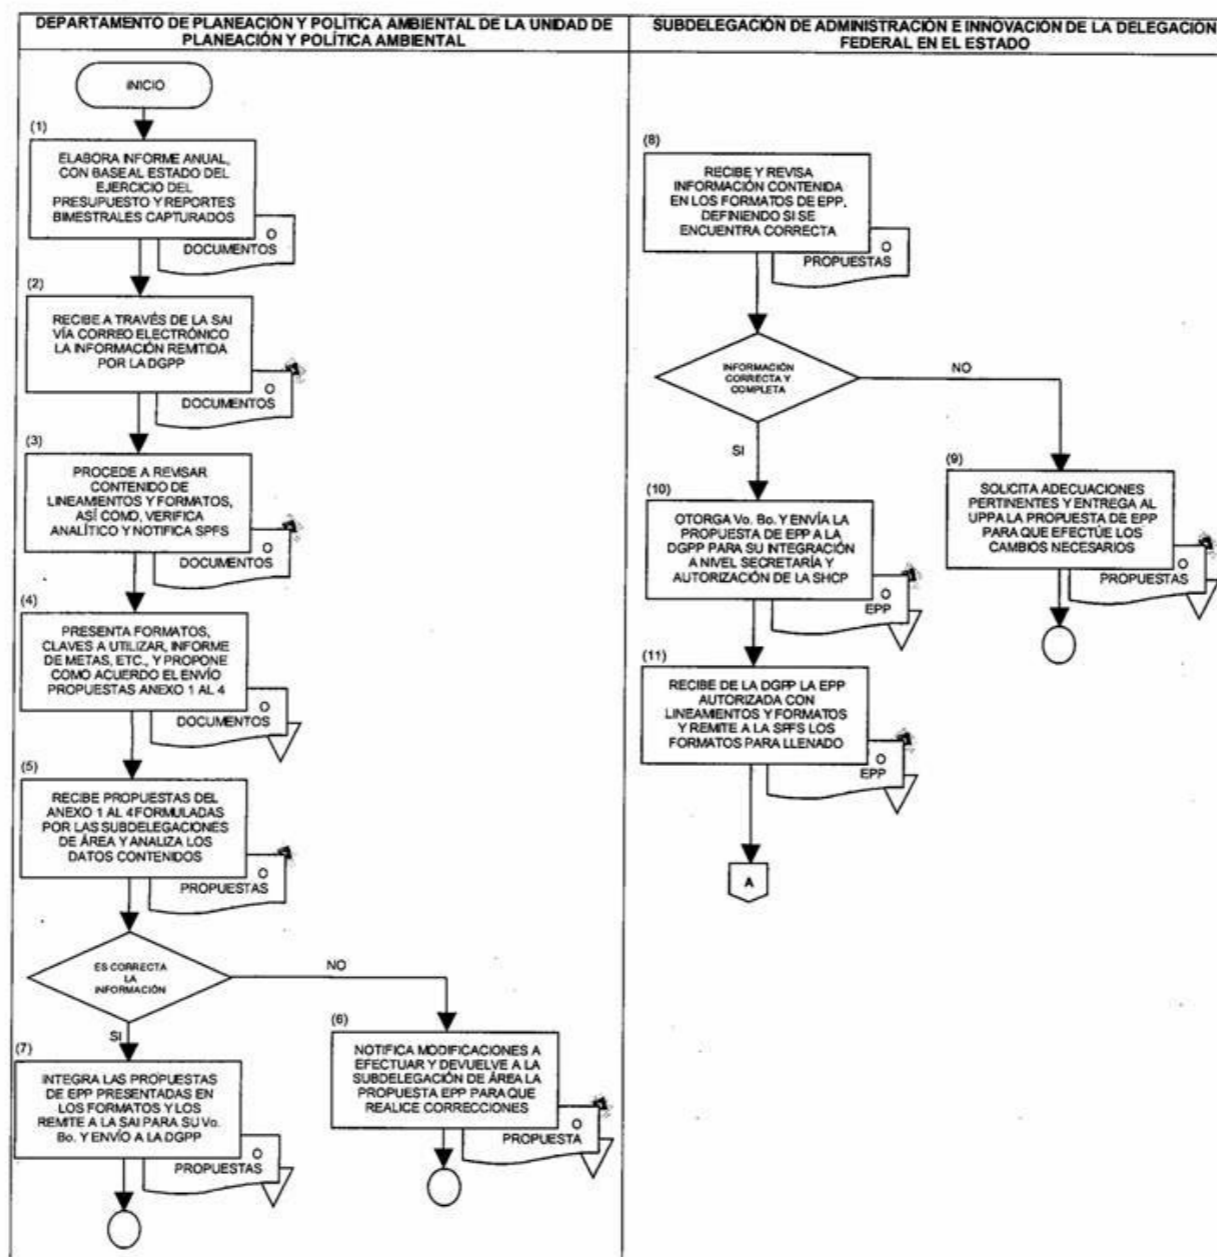 DEPARTAMENTO DE PLANEACIÓN Y POLÍTICA AMBIENTAL DE LA UNIDAD DE
PLANEACIÓN Y POLÍTICA AMBIENTAL
INICIO
(1)
ELABORA INFORME ANUAL,
CON BASE AL ESTADO DEL
EJERCICIO DEL
PRESUPUESTO Y REPORTES
BIMESTRALES CAPTURADOS
O
DOCUMENTOS
(2)
RECIBE A TRAVÉS DE LA SAI
VÍA CORREO ELECTRÓNICO
LA INFORMACIÓN REMITIDA
POR LA DGPP
O
DOCUMENTOS
(3)
PROCEDE A REVISAR
CONTENIDO DE
LINEAMIENTOS Y FORMATOS,
ASÍ COMO, VERIFICA
ANALÍTICO Y NOTIFICA SPFS
O
DOCUMENTOS
(4)
PRESENTA FORMATOS,
CLAVES A UTILIZAR, INFORME
DE METAS, ETC., Y PROPONE
COMO ACUERDO EL ENVÍO
PROPUESTAS ANEXO 1 AL 4
O
DOCUMENTOS
(5)
RECIBE PROPUESTAS DEL
ANEXO 1 AL 4 FORMULADAS
POR LAS SUBDELEGACIONES
DE ÁREA Y ANALIZA LOS
DATOS CONTENIDOS
O
PROPUESTAS
ES CORRECTA
LA
INFORMACIÓN
NO
SI
(6)
NOTIFICA MODIFICACIONES A
EFECTUAR Y DEVUELVE A LA
SUBDELEGACIÓN DE ÁREA LA
PROPUESTA EPP PARA QUE
REALICE CORRECCIONES
O
PROPUESTA
(7)
INTEGRA LAS PROPUESTAS
DE EPP PRESENTADAS EN
LOS FORMATOS Y LOS
REMITE A LA SAI PARA SU Vo.
Bo. Y ENVÍO A LA DGPP
O
PROPUESTAS
SUBDELEGACIÓN DE ADMINISTRACIÓN E INNOVACIÓN DE LA DELEGACIÓN
FEDERAL EN EL ESTADO
(8)
RECIBE Y REVISA
INFORMACIÓN CONTENIDA
EN LOS FORMATOS DE EPP,
DEFINIENDO SI SE
ENCUENTRA CORRECTA
O
PROPUESTAS
INFORMACIÓN
CORRECTA Y
COMPLETA
NO
SI
(9)
SOLICITA ADECUACIONES
PERTINENTES Y ENTREGA AL
UPPA LA PROPUESTA DE EPP
PARA QUE EFECTÚE LOS
CAMBIOS NECESARIOS
O
PROPUESTAS
(10)
OTORGA Vo. Bo. Y ENVÍA LA
PROPUESTA DE EPP A LA
DGPP PARA SU INTEGRACIÓN
A NIVEL SECRETARÍA Y
AUTORIZACIÓN DE LA SHCP
O
EPP
(11)
RECIBE DE LA DGPP LA EPP
AUTORIZADA CON
LINEAMIENTOS Y FORMATOS
Y REMITE A LA SPFS LOS
FORMATOS PARA LLENADO
O
EPP
A